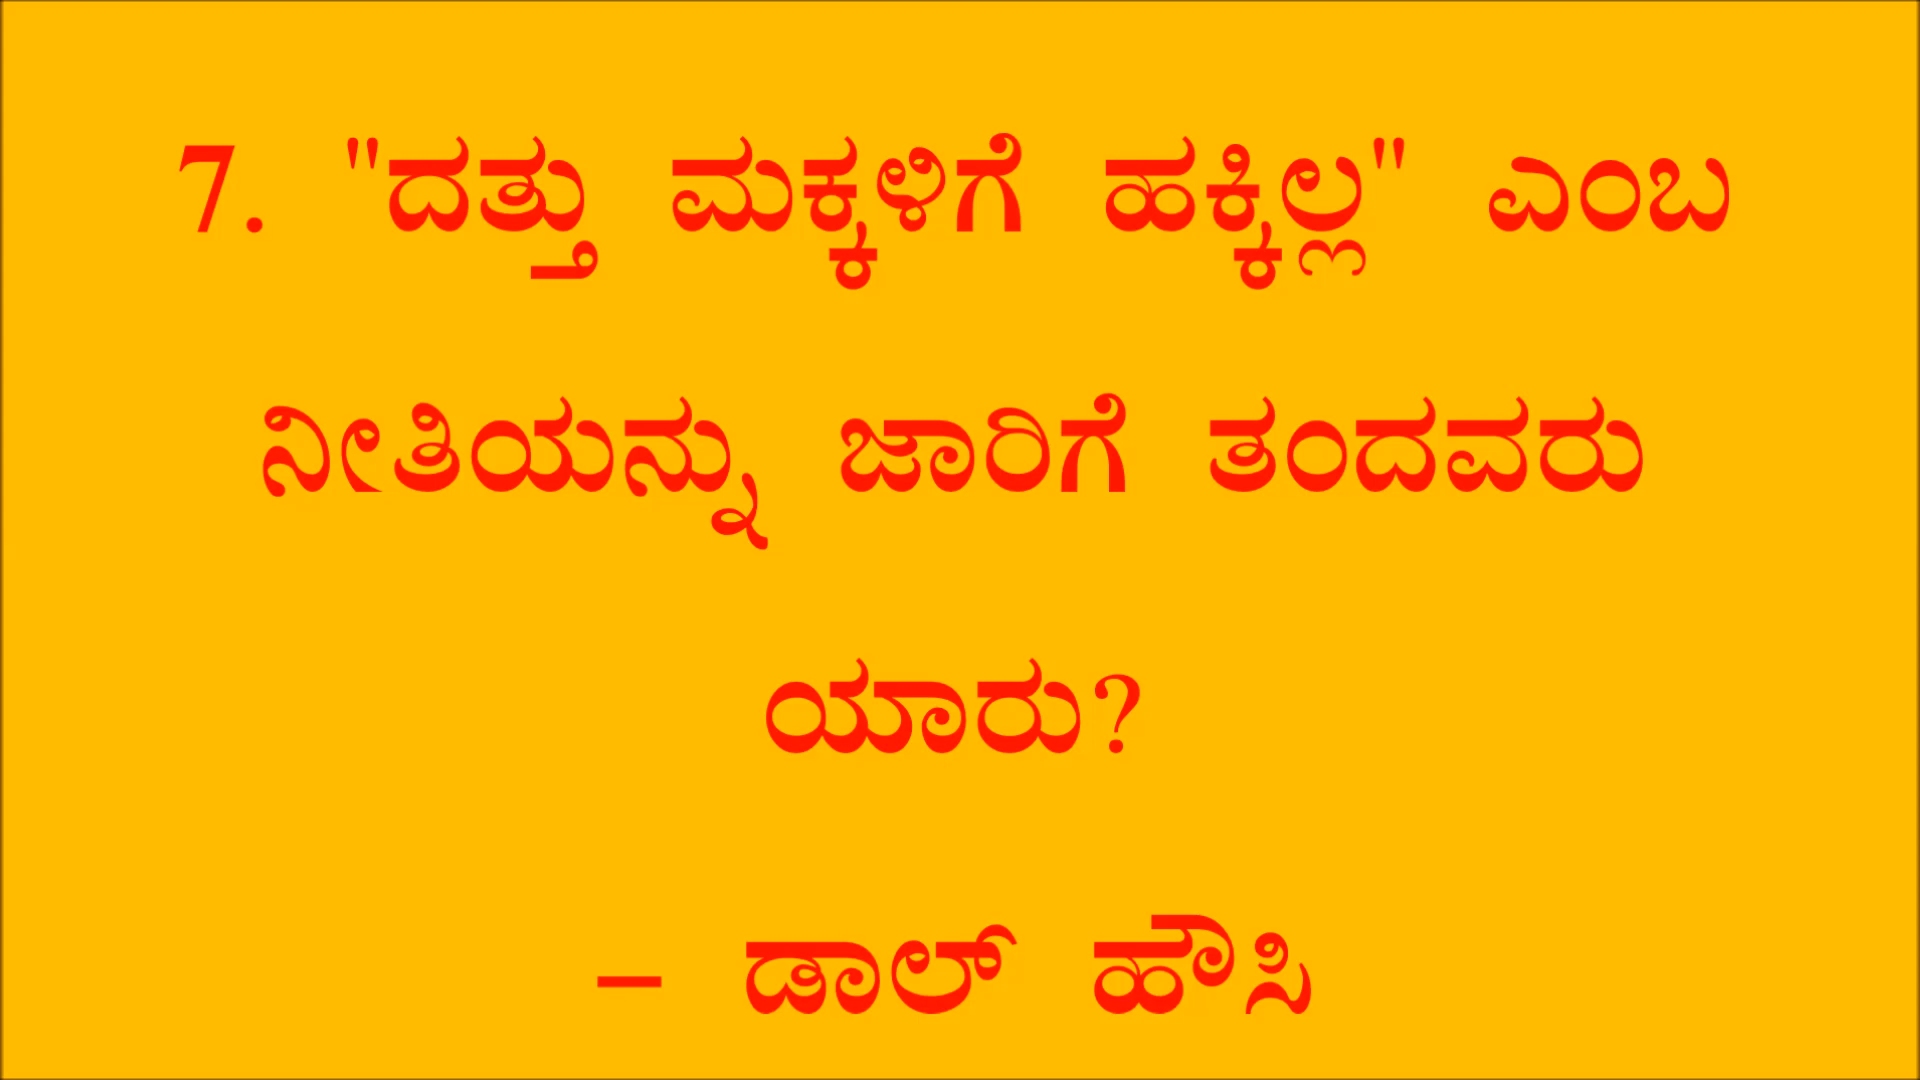 7. "ದತ್ತು ಮಕ್ಕಳಿಗೆ ಹಕ್ಕಿಲ್ಲ" ಎಂಬ
ನೀತಿಯನ್ನು ಜಾರಿಗೆ ತಂದವರು
ಯಾರು?
– ಡಾಲ್ ಹೌಸಿ